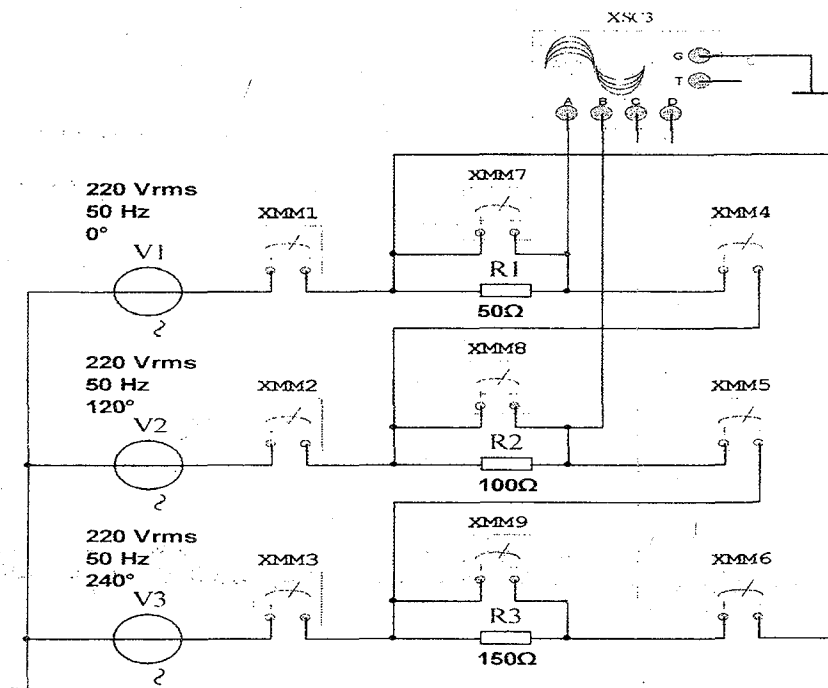 XSC3
G
T
A B C D
220 Vrms
50 Hz
0°
V1
XMM1
XMM7
XMM4
R1
50Ω
220 Vrms
50 Hz
120°
V2
XMM2
XMM8
XMM5
R2
100Ω
220 Vrms
50 Hz
240°
V3
XMM3
XMM9
XMM6
R3
150Ω